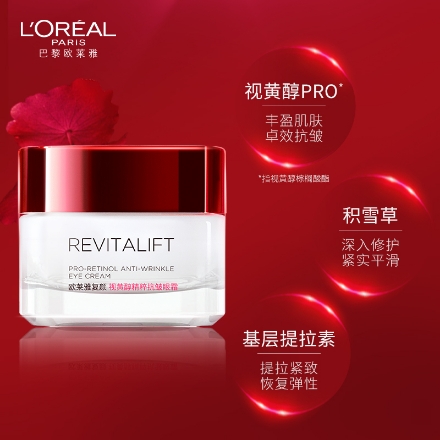 L'ORÉAL
PARIS
巴黎欧莱雅
视黄醇PRO*
丰盈肌肤
卓效抗皱
*指视黄醇棕榈酸酯
REVITALIFT
PRO-RETINOL ANTI-WRINKLE
EYE CREAM
欧莱雅复颜 视黄醇精粹抗皱眼霜
积雪草
深入修护
紧实平滑
基层提拉素
提拉紧致
恢复弹性